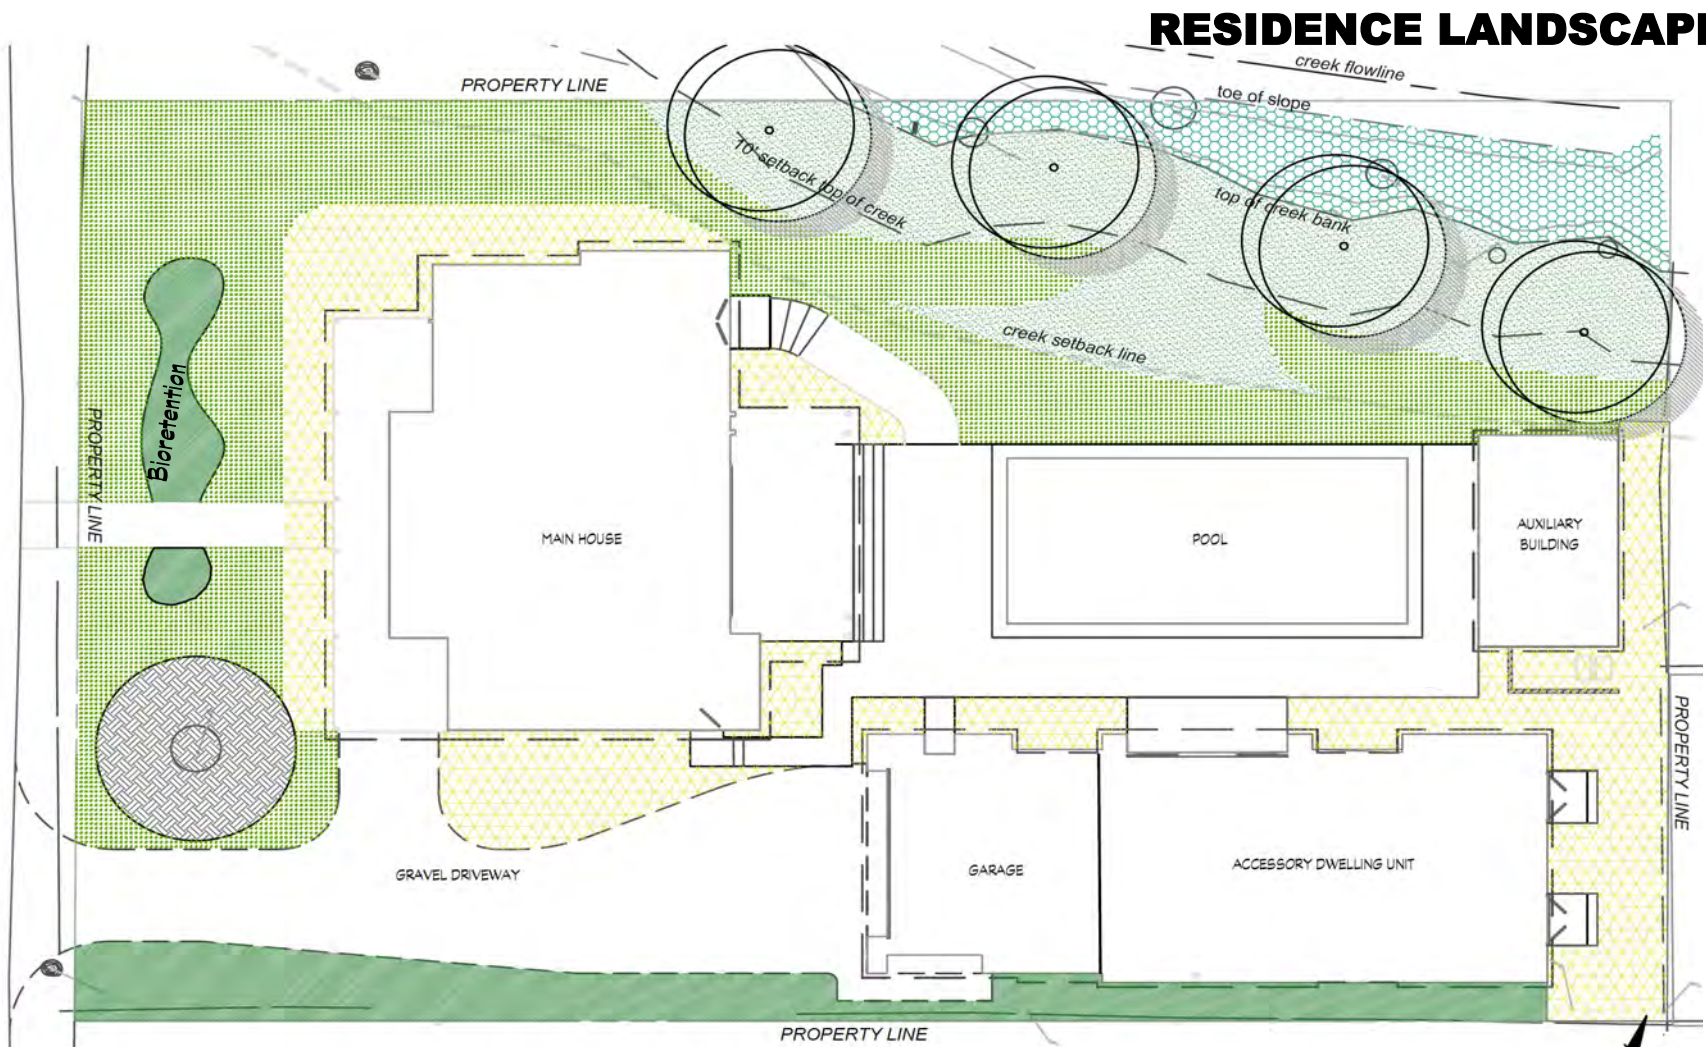 RESIDENCE LANDSCAP
creek flowline
PROPERTY LINE
toe of slope
10' setback top of creek
top of creek bank
creek setback line
Bioretention
PROPERTY LINE
MAIN HOUSE
POOL
AUXILIARY
BUILDING
PROPERTY LINE
GRAVEL DRIVEWAY
GARAGE
ACCESSORY DWELLING UNIT
PROPERTY LINE